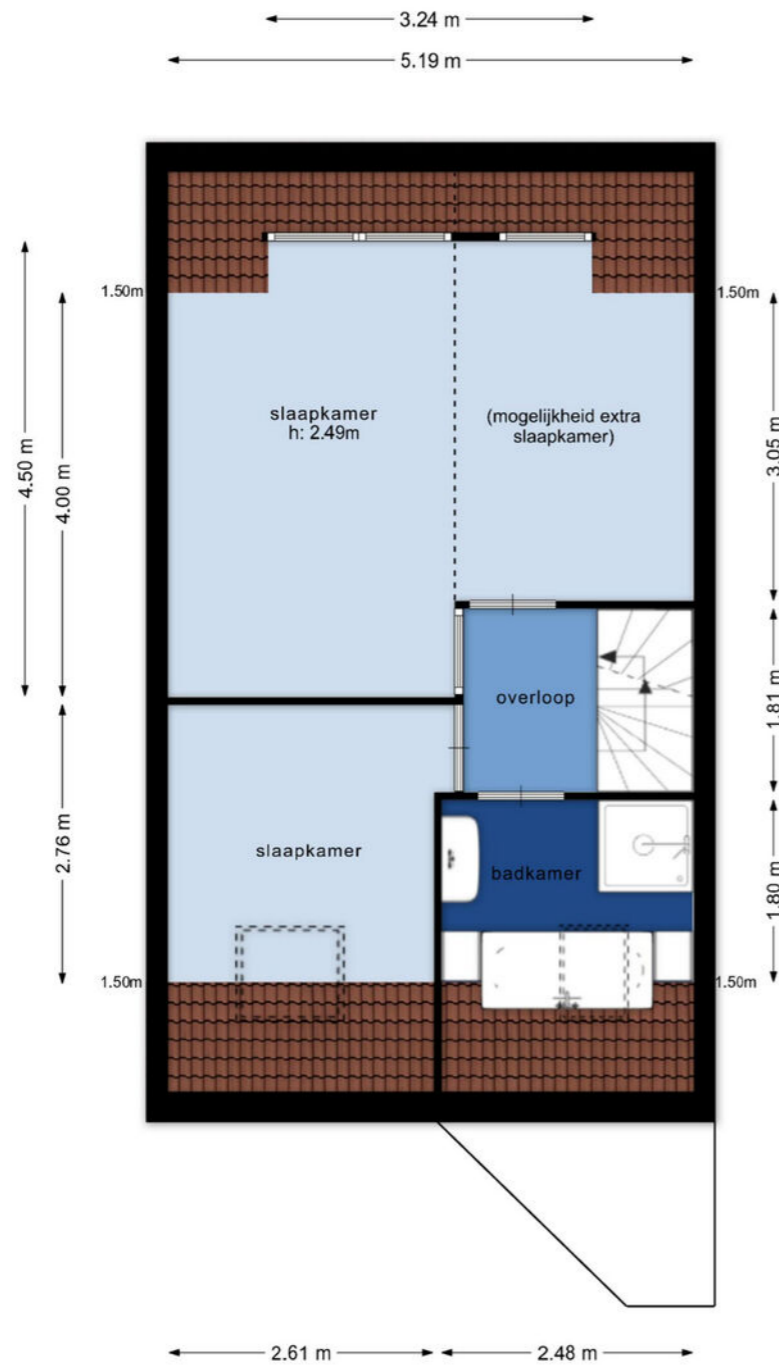 3.24 m
5.19 m
1.50m
1.50m
slaapkamer
h: 2.49m
(mogelijkheid extra
slaapkamer)
4.50 m
4.00 m
3.05 m
overloop
1.81 m
2.76 m
slaapkamer
badkamer
1.80 m
1.50m
1.50m
2.61 m
2.48 m